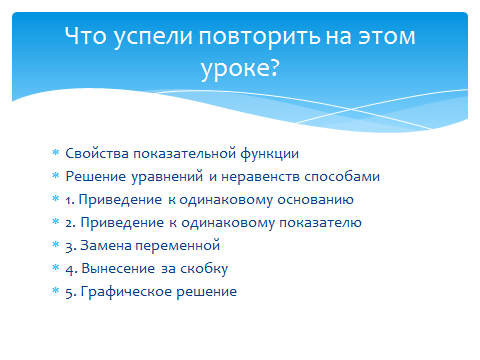 Что успели повторить на этом
уроке?
Свойства показательной функции
Решение уравнений и неравенств способами
1. Приведение к одинаковому основанию
2. Приведение к одинаковому показателю
3. Замена переменной
4. Вынесение за скобку
5. Графическое решение